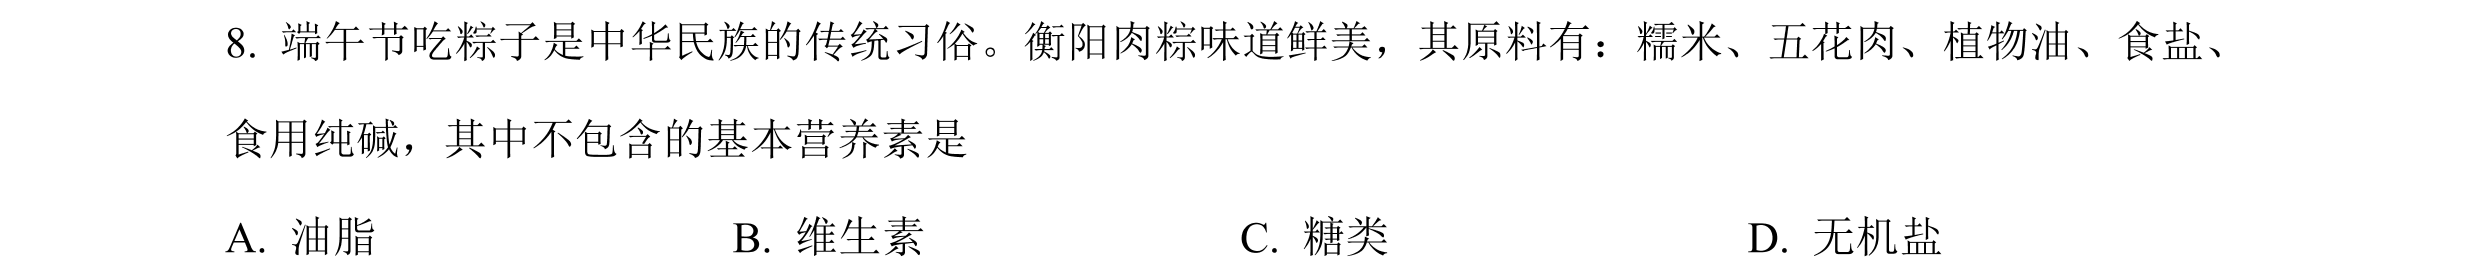 8. 端午节吃粽子是中华民族的传统习俗。衡阳肉粽味道鲜美，其原料有：糯米、五花肉、植物油、食盐、
食用纯碱，其中不包含的基本营养素是
A. 油脂 B. 维生素 C. 糖类 D. 无机盐